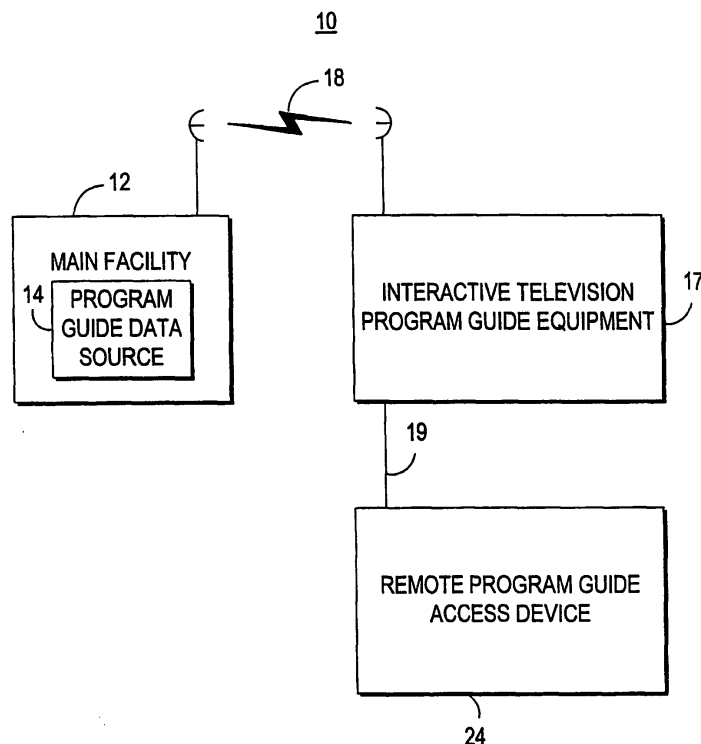 10
18
12
MAIN FACILITY
14
PROGRAM
GUIDE DATA
SOURCE
INTERACTIVE TELEVISION
PROGRAM GUIDE EQUIPMENT
17
19
REMOTE PROGRAM GUIDE
ACCESS DEVICE
24